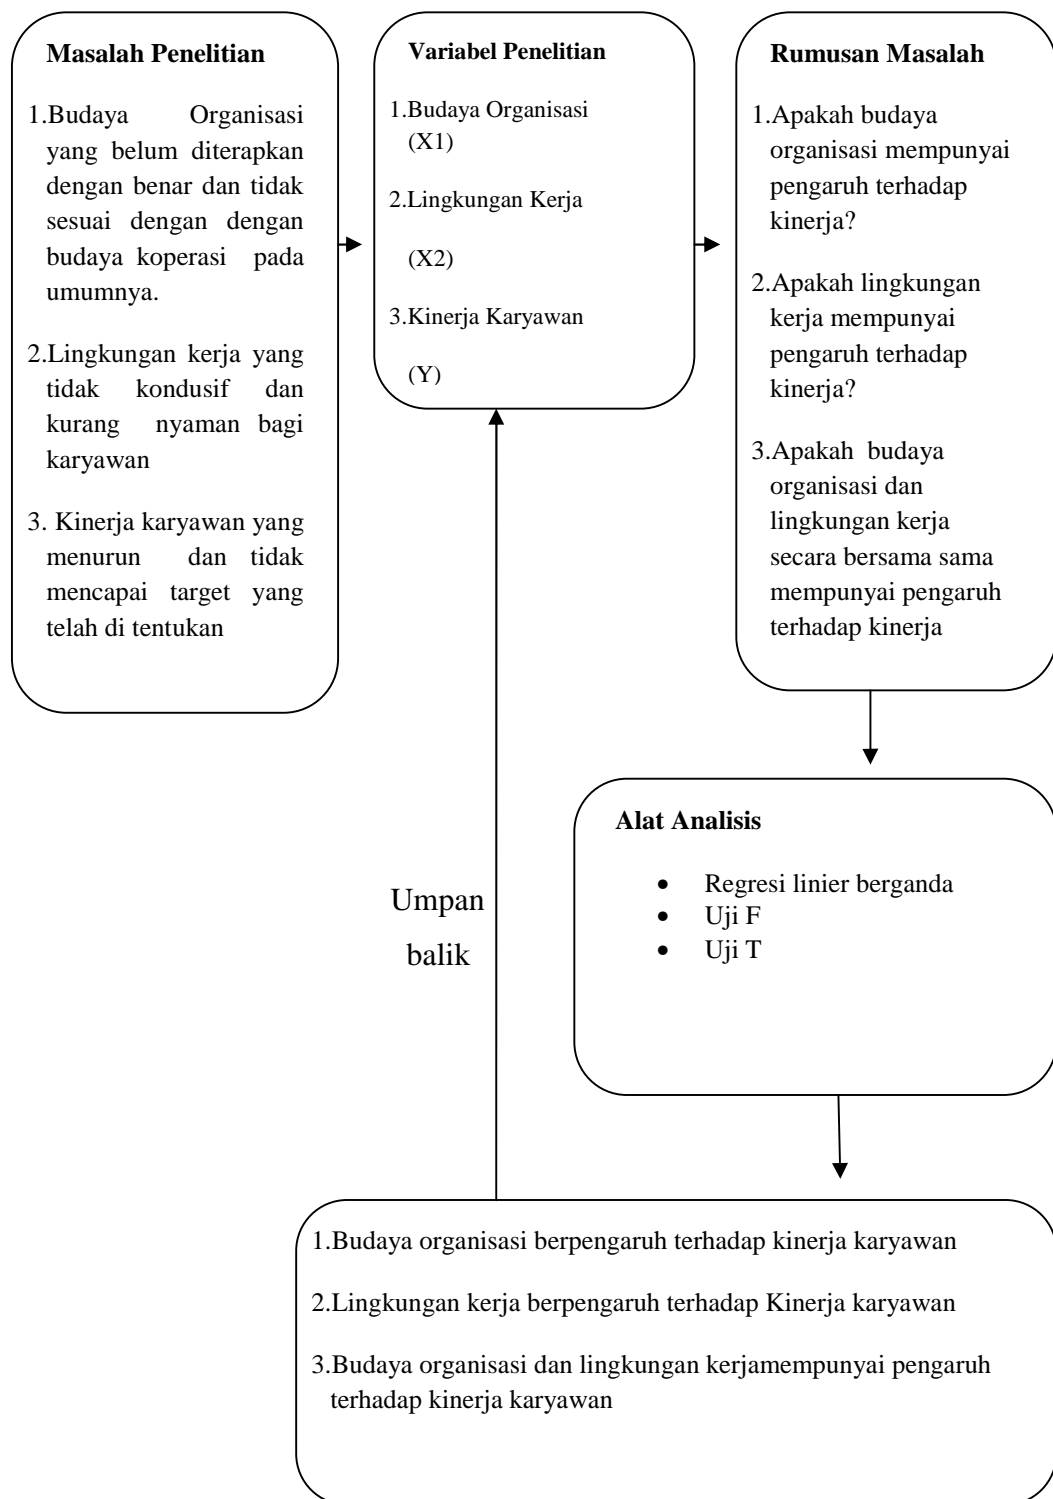 Masalah Penelitian
1.Budaya Organisasi
yang belum diterapkan
dengan benar dan tidak
sesuai dengan dengan
budaya koperasi pada
umumnya.
2.Lingkungan kerja yang
tidak kondusif dan
kurang nyaman bagi
karyawan
3. Kinerja karyawan yang
menurun dan tidak
mencapai target yang
telah di tentukan
Variabel Penelitian
1.Budaya Organisasi
(X1)
2.Lingkungan Kerja
(X2)
3.Kinerja Karyawan
(Y)
Rumusan Masalah
1.Apakah budaya
organisasi mempunyai
pengaruh terhadap
kinerja?
2.Apakah lingkungan
kerja mempunyai
pengaruh terhadap
kinerja?
3.Apakah budaya
organisasi dan
lingkungan kerja
secara bersama sama
mempunyai pengaruh
terhadap kinerja
Alat Analisis
• Regresi linier berganda
• Uji F
• Uji T
Umpan
balik
1.Budaya organisasi berpengaruh terhadap kinerja karyawan
2.Lingkungan kerja berpengaruh terhadap Kinerja karyawan
3.Budaya organisasi dan lingkungan kerjamempunyai pengaruh
terhadap kinerja karyawan